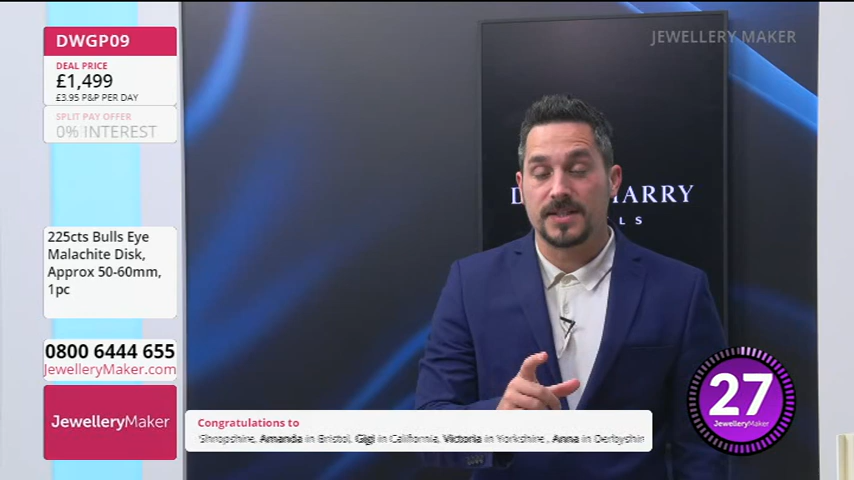 DWGP09
DEAL PRICE
£1,499
£3.95 P&P PER DAY
SPLIT PAY OFFER
0% INTEREST
225cts Bulls Eye
Malachite Disk,
Approx 50-60mm,
1pc
0800 6444 655
JewelleryMaker.com
JewelleryMaker
JEWELLERY MAKER
HARRY
LS
27
JewelleryMaker
Congratulations to
Shropshire, Amanda in Bristol, Gigi in California, Victoria in Yorkshire, Anna in Derbyshir